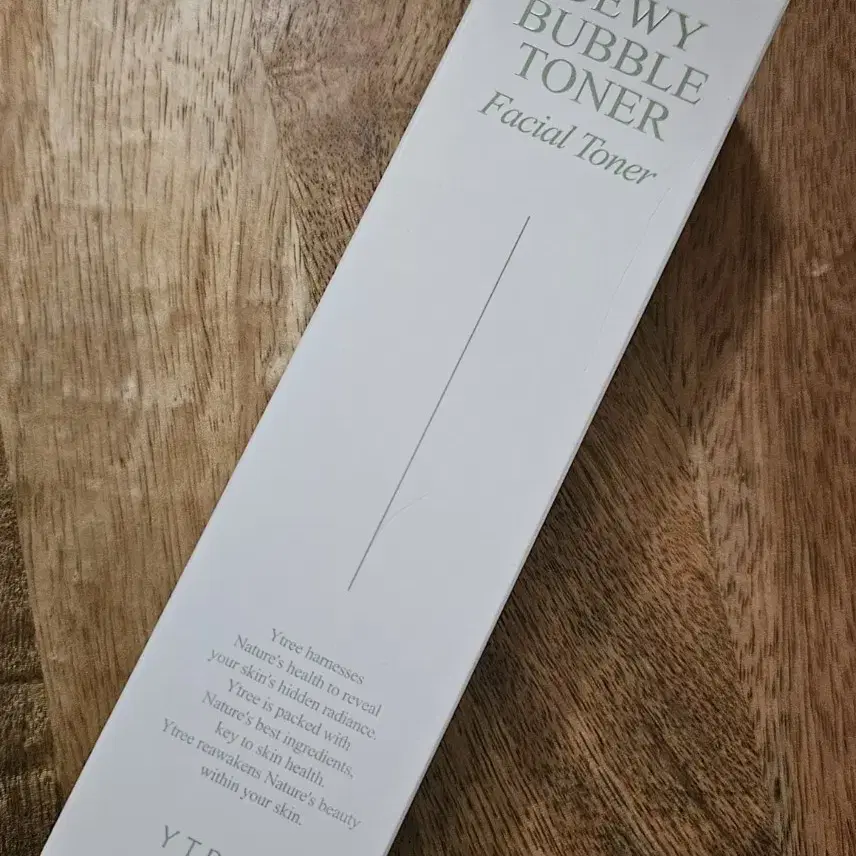 DEWY
BUBBLE
TONER
Facial Toner
Ytree harnesses
Nature's health to reveal
your skin's hidden radiance.
Ytree is packed with
Nature's best ingredients,
key to skin health.
Ytree reawakens Nature's beauty
within your skin.